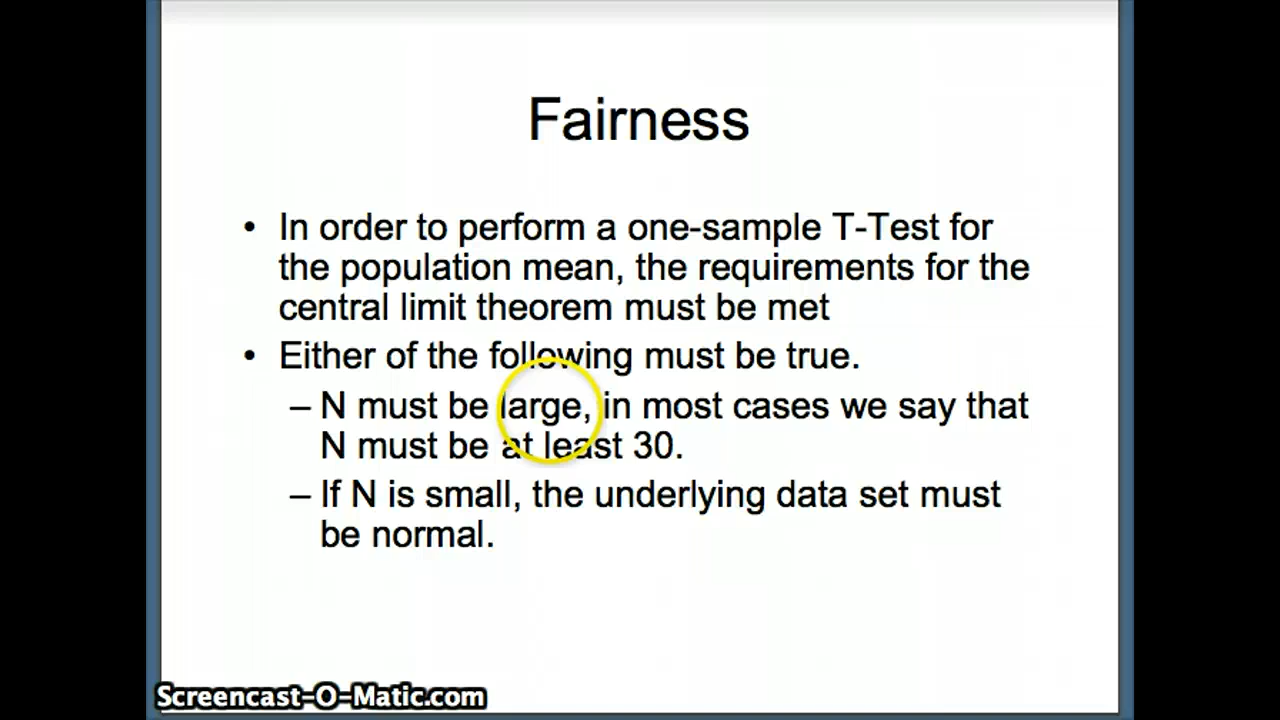 Fairness
• In order to perform a one-sample T-Test for
the population mean, the requirements for the
central limit theorem must be met
• Either of the following must be true.
– N must be large, in most cases we say that
N must be at least 30.
– If N is small, the underlying data set must
be normal.
Screencast-O-Matic.com